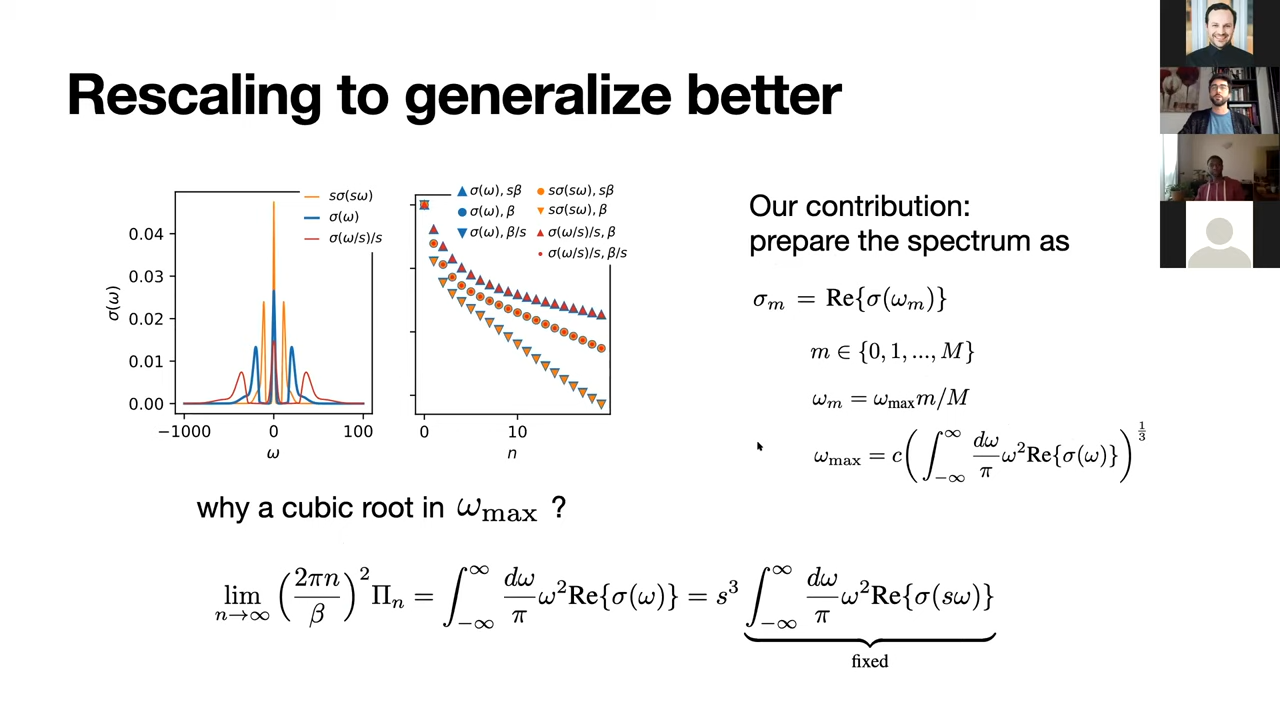 Rescaling to generalize better
sσ(sω)
σ(ω)
σ(ω/s)/s
0.04
0.03
0.02
0.01
0.00
σ(ω)
−1000
0
100
ω
σ(ω), sβ
σ(ω), β
σ(ω), β/s
sσ(sω), sβ
sσ(sω), β
σ(ω/s)/s, β
σ(ω/s)/s, β/s
0
10
n
Our contribution:
prepare the spectrum as
σ_m = Re{σ(ω_m)}
m ∈ {0, 1, ..., M}
ω_m = ω_max m/M
ω_max = c(∫_{−∞}^{∞} dω/π ω² Re{σ(ω)})^{1/3}
why a cubic root in ω_max ?
lim_{n→∞} (2πn/β)² Π_n = ∫_{−∞}^{∞} dω/π ω² Re{σ(ω)} = s³ ∫_{−∞}^{∞} dω/π ω² Re{σ(sω)}
fixed